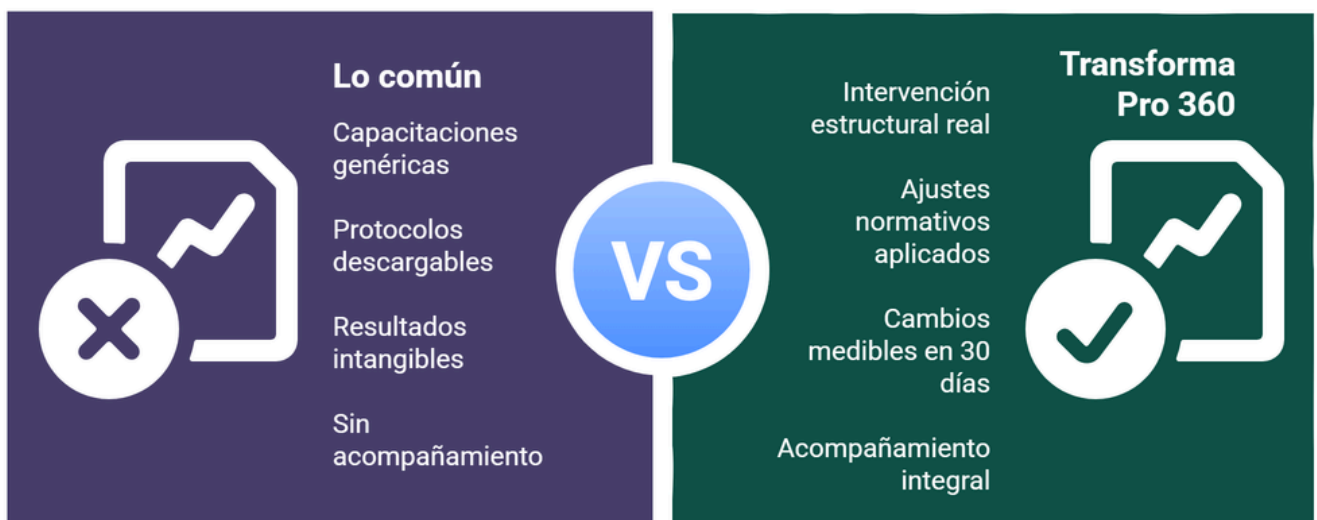 Lo común
Capacitaciones
genéricas
Protocolos
descargables
Resultados
intangibles
Sin
acompañamiento
VS
Transforma
Pro 360
Intervención
estructural real
Ajustes
normativos
aplicados
Cambios
medibles en 30
días
Acompañamiento
integral